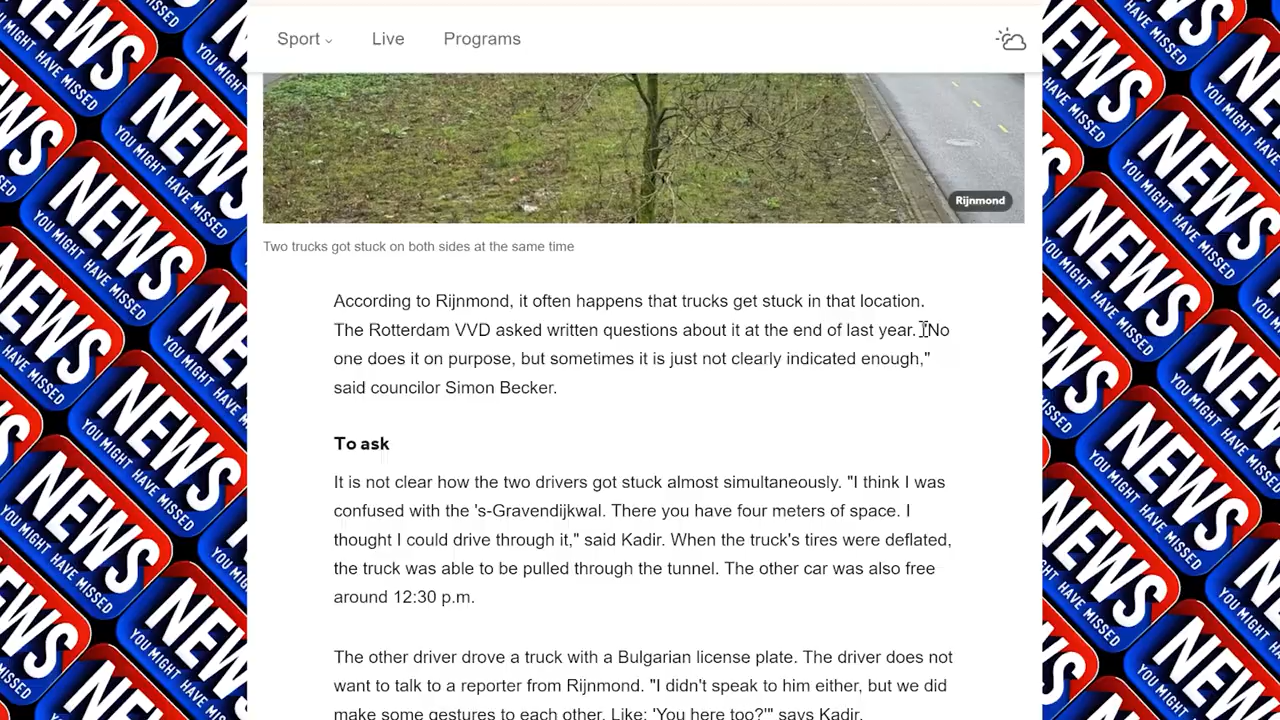 Sport
Live
Programs
Rijnmond
Two trucks got stuck on both sides at the same time
According to Rijnmond, it often happens that trucks get stuck in that location.
The Rotterdam VVD asked written questions about it at the end of last year. "No
one does it on purpose, but sometimes it is just not clearly indicated enough,"
said councilor Simon Becker.
To ask
It is not clear how the two drivers got stuck almost simultaneously. "I think I was
confused with the 's-Gravendijkwal. There you have four meters of space. I
thought I could drive through it," said Kadir. When the truck's tires were deflated,
the truck was able to be pulled through the tunnel. The other car was also free
around 12:30 p.m.
The other driver drove a truck with a Bulgarian license plate. The driver does not
want to talk to a reporter from Rijnmond. "I didn't speak to him either, but we did
make some gestures to each other. Like: 'You here too?'" says Kadir.
NEWS
YOU MIGHT HAVE MISSED